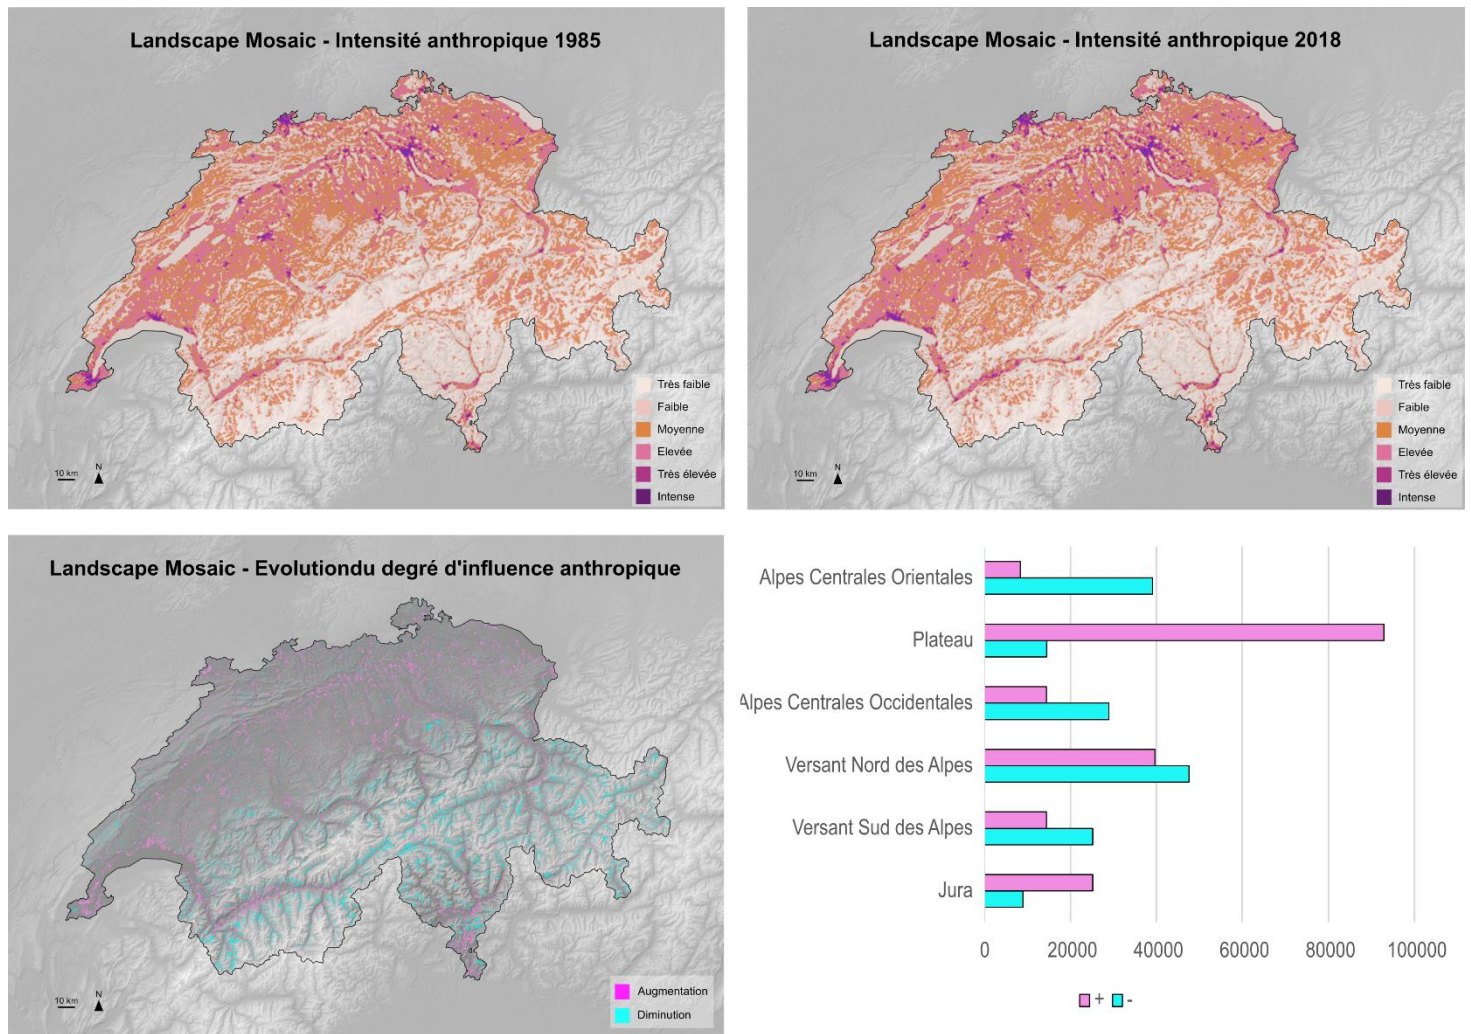 Landscape Mosaic - Intensité anthropique 1985
Très faible
Faible
Moyenne
Elevée
Très élevée
Intense
10 km
N
Landscape Mosaic - Intensité anthropique 2018
Très faible
Faible
Moyenne
Elevée
Très élevée
Intense
10 km
N
Landscape Mosaic - Evolutiondu degré d'influence anthropique
Augmentation
Diminution
10 km
N
Alpes Centrales Orientales
Plateau
Alpes Centrales Occidentales
Versant Nord des Alpes
Versant Sud des Alpes
Jura
0 20000 40000 60000 80000 100000
+ -